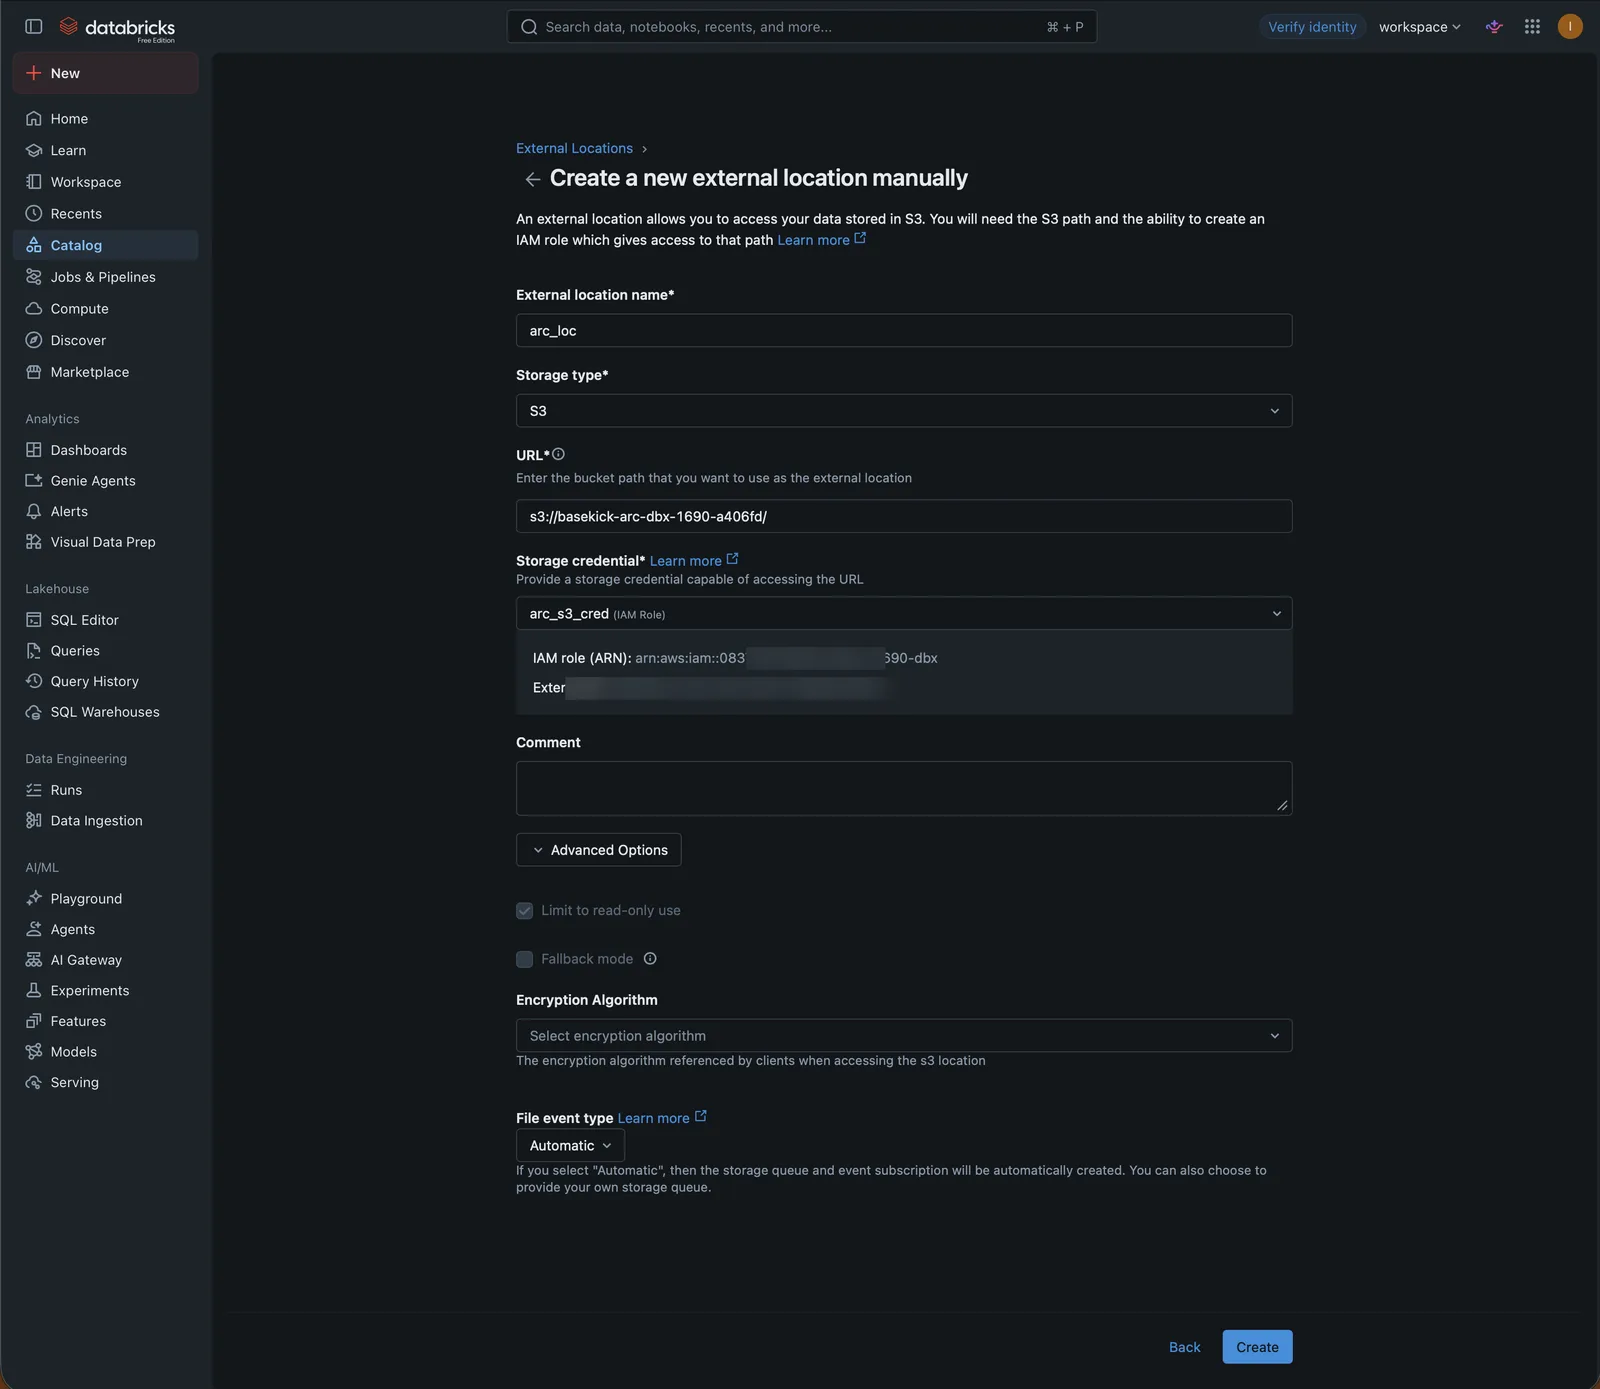 databricks
Free Edition
Search data, notebooks, recents, and more...
⌘ + P
Verify identity
workspace
I
New
Home
Learn
Workspace
Recents
Catalog
Jobs & Pipelines
Compute
Discover
Marketplace
Analytics
Dashboards
Genie Agents
Alerts
Visual Data Prep
Lakehouse
SQL Editor
Queries
Query History
SQL Warehouses
Data Engineering
Runs
Data Ingestion
AI/ML
Playground
Agents
AI Gateway
Experiments
Features
Models
Serving
External Locations ›
Create a new external location manually
An external location allows you to access your data stored in S3. You will need the S3 path and the ability to create an
IAM role which gives access to that path Learn more
External location name*
arc_loc
Storage type*
S3
URL*
Enter the bucket path that you want to use as the external location
s3://basekick-arc-dbx-1690-a406fd/
Storage credential* Learn more
Provide a storage credential capable of accessing the URL
arc_s3_cred (IAM Role)
IAM role (ARN): arn:aws:iam::083 690-dbx
Exter
Comment
Advanced Options
Limit to read-only use
Fallback mode
Encryption Algorithm
Select encryption algorithm
The encryption algorithm referenced by clients when accessing the s3 location
File event type Learn more
Automatic
If you select "Automatic", then the storage queue and event subscription will be automatically created. You can also choose to
provide your own storage queue.
Back
Create